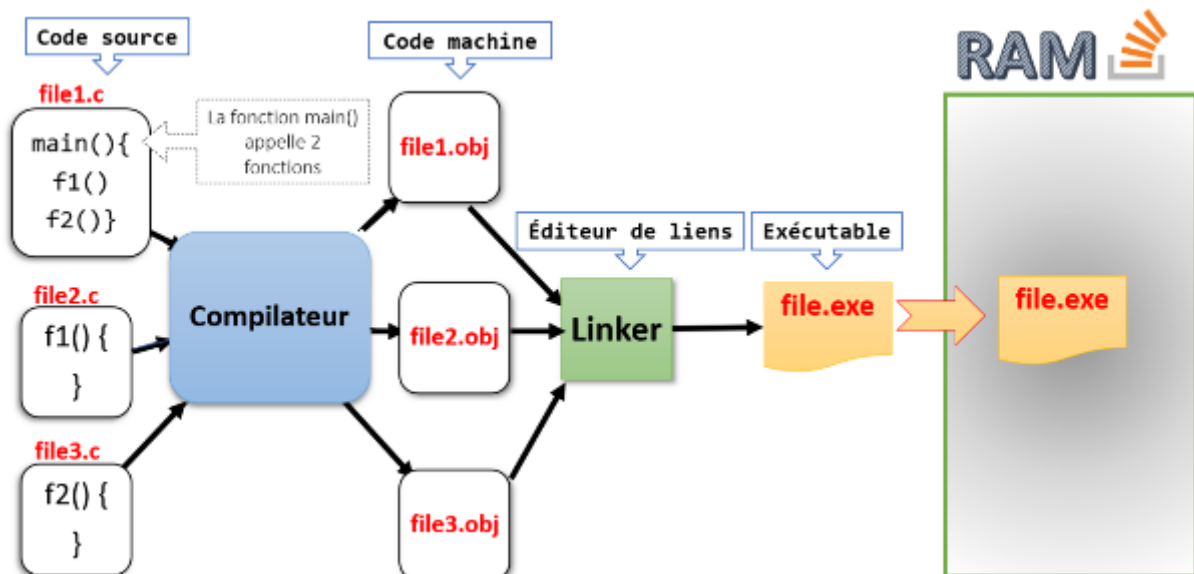 Code source
file1.c
main(){
f1()
f2()}
La fonction main()
appelle 2
fonctions
file2.c
f1() {
}
file3.c
f2() {
}
Compilateur
Code machine
file1.obj
file2.obj
file3.obj
Éditeur de liens
Linker
Exécutable
file.exe
RAM
file.exe